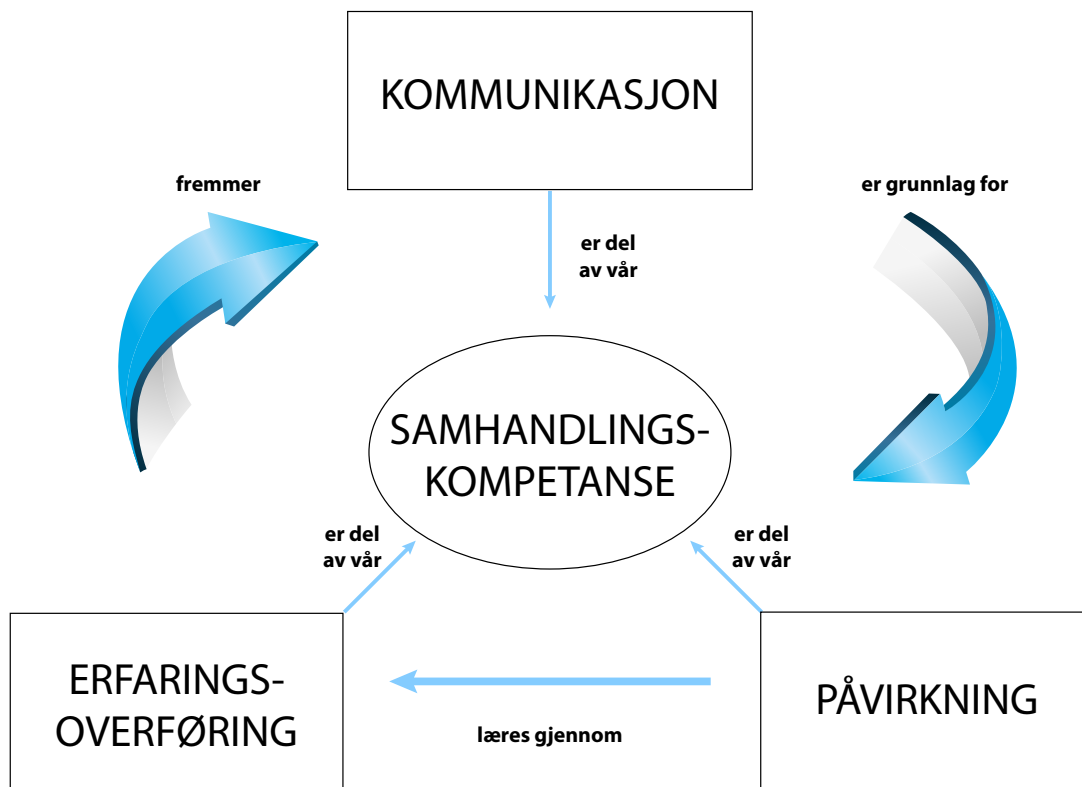 KOMMUNIKASJON
fremmer
er grunnlag for
er del
av vår
SAMHANDLINGS-
KOMPETANSE
er del
av vår
er del
av vår
ERFARINGS-
OVERFØRING
læres gjennom
PÅVIRKNING